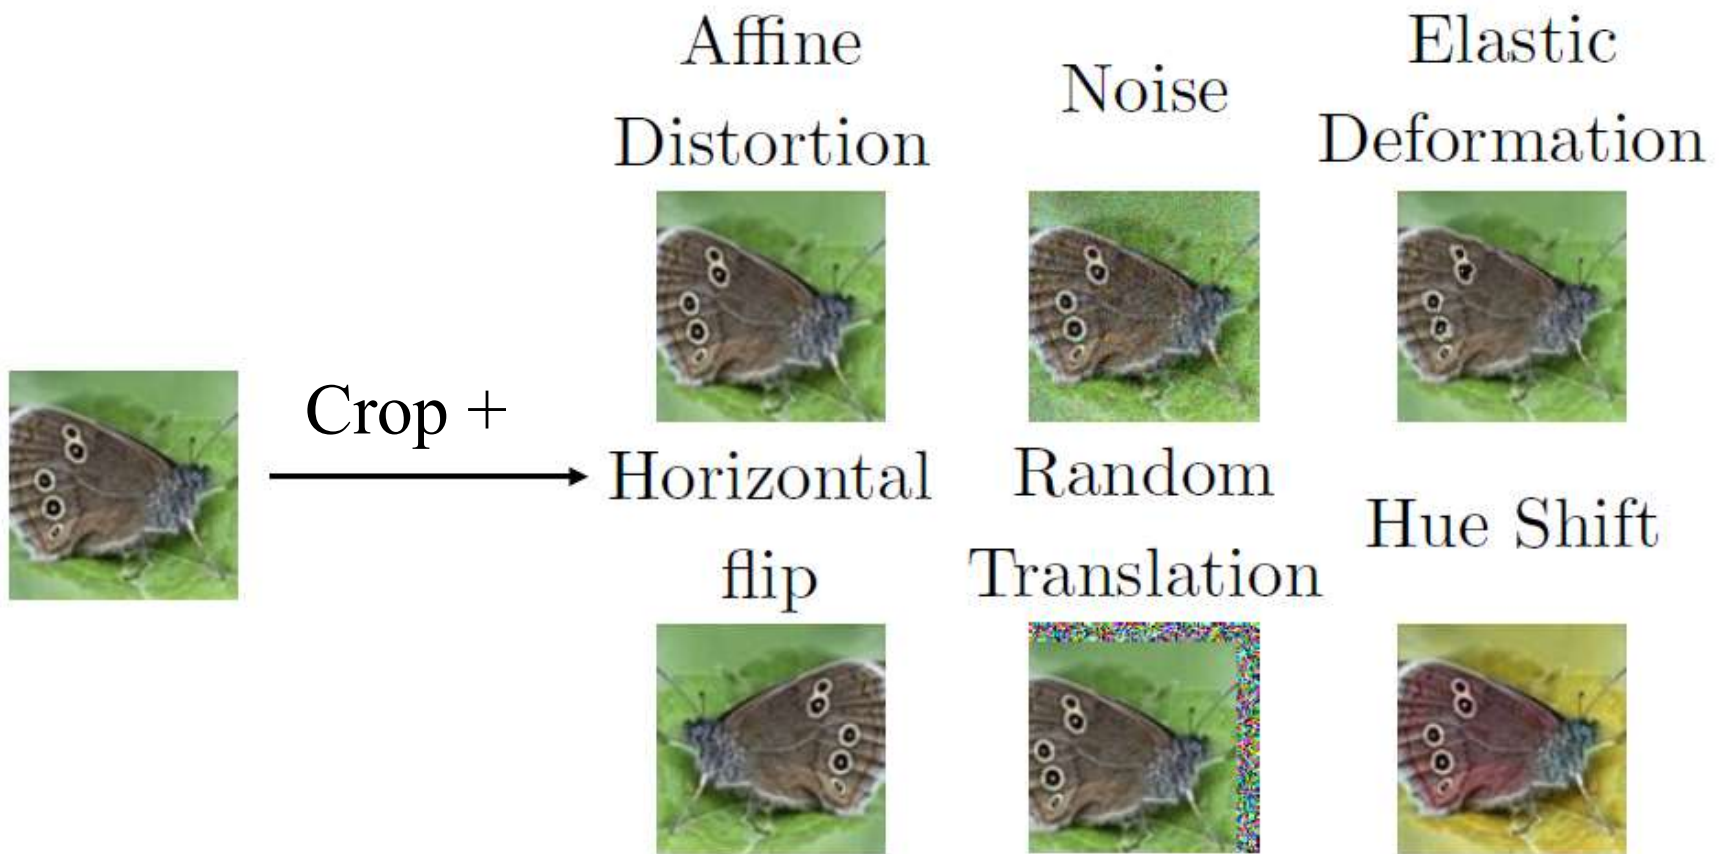 Affine
Distortion
Noise
Elastic
Deformation
Crop +
Horizontal
flip
Random
Translation
Hue Shift